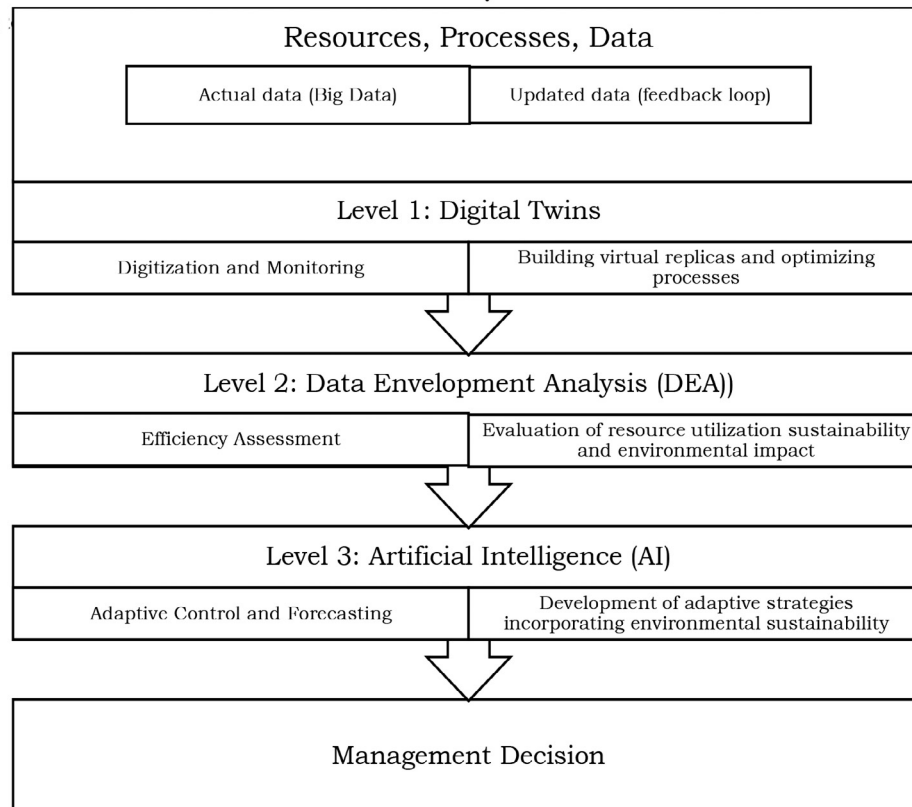 Resources, Processes, Data
Actual data (Big Data)
Updated data (feedback loop)
Level 1: Digital Twins
Digitization and Monitoring
Building virtual replicas and optimizing
processes
Level 2: Data Envelopment Analysis (DEA))
Efficiency Assessment
Evaluation of resource utilization sustainability
and environmental impact
Level 3: Artificial Intelligence (AI)
Adaptive Control and Forecasting
Development of adaptive strategies
incorporating environmental sustainability
Management Decision